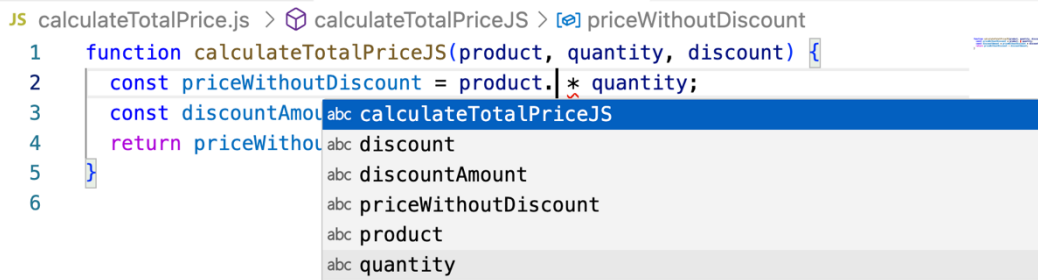 JS calculateTotalPrice.js > calculateTotalPriceJS > priceWithoutDiscount
1 function calculateTotalPriceJS(product, quantity, discount) {
2 const priceWithoutDiscount = product. * quantity;
3 const discountAmou
abc calculateTotalPriceJS
4 return priceWithou
abc discount
5 }
abc discountAmount
6
abc priceWithoutDiscount
abc product
abc quantity